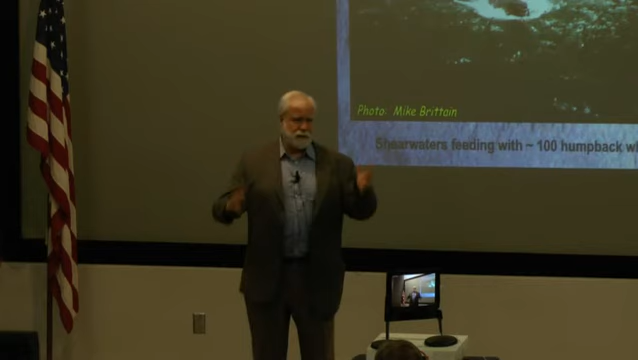 Photo: Mike Brittain
Shearwaters feeding with ~ 100 humpback